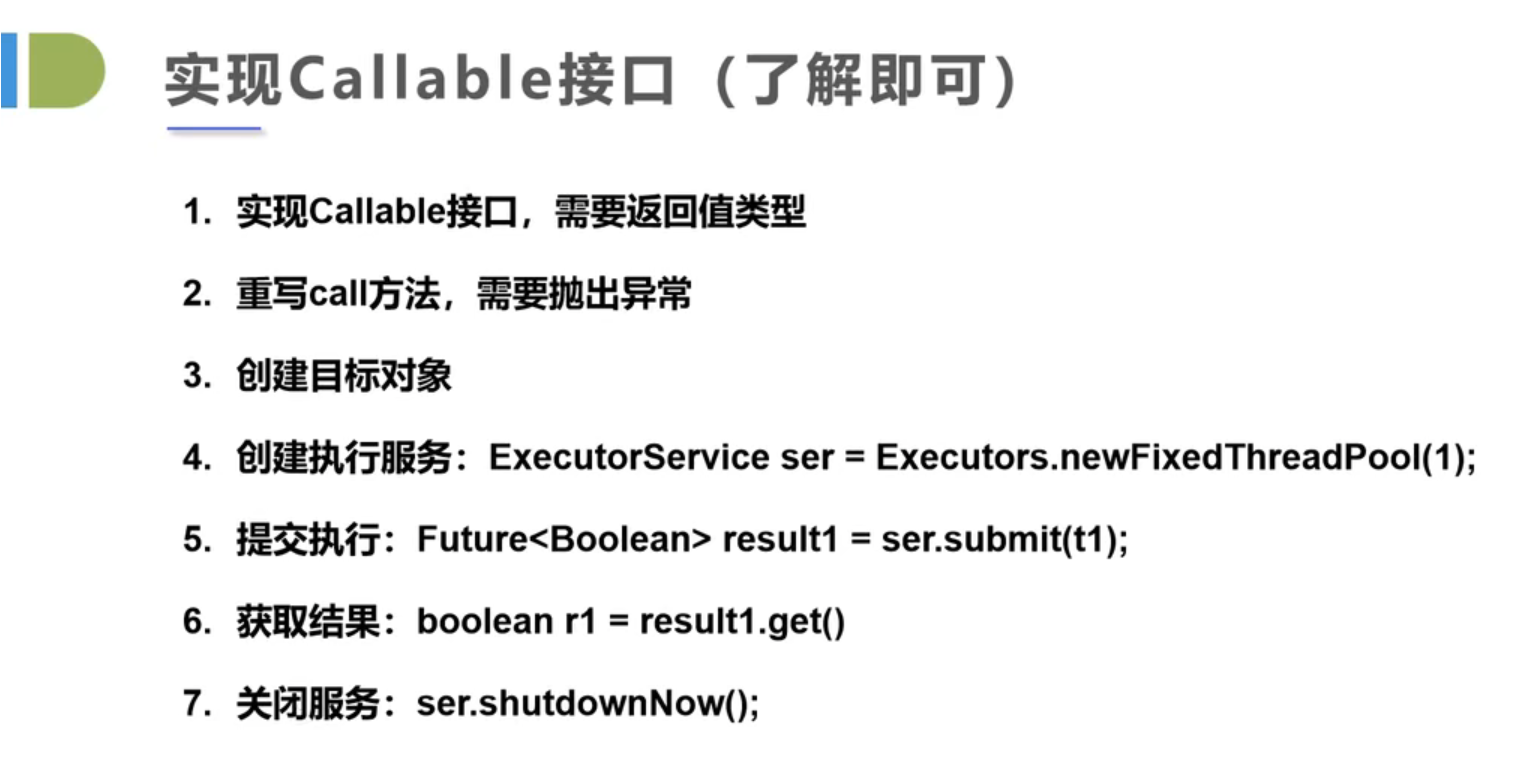 实现Callable接口（了解即可）
1. 实现Callable接口，需要返回值类型
2. 重写call方法，需要抛出异常
3. 创建目标对象
4. 创建执行服务：ExecutorService ser = Executors.newFixedThreadPool(1);
5. 提交执行：Future<Boolean> result1 = ser.submit(t1);
6. 获取结果：boolean r1 = result1.get()
7. 关闭服务：ser.shutdownNow();